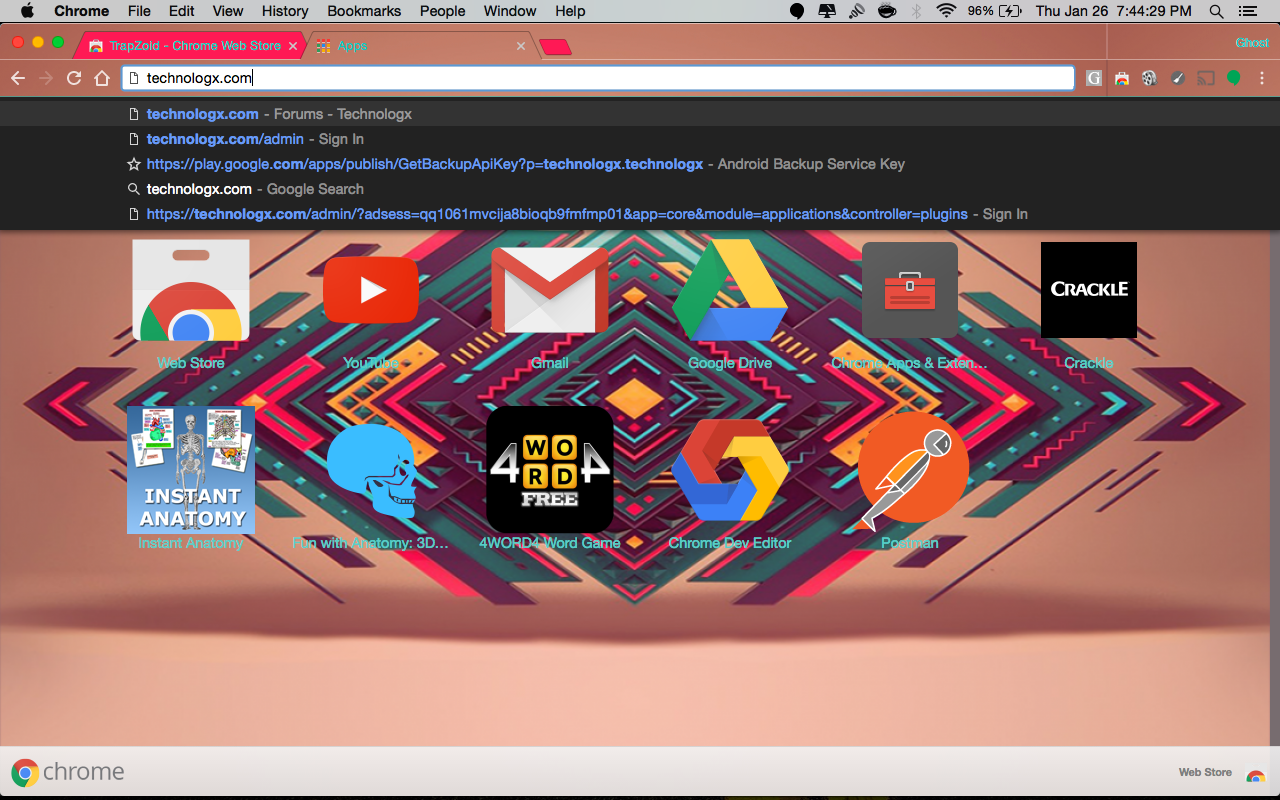 Chrome File Edit View History Bookmarks People Window Help 96% Thu Jan 26 7:44:29 PM
TrapZold - Chrome Web Store Apps Ghost
technologx.com G
technologx.com - Forums - Technologx
technologx.com/admin - Sign In
https://play.google.com/apps/publish/GetBackupApiKey?p=technologx.technologx - Android Backup Service Key
technologx.com - Google Search
https://technologx.com/admin/?adsess=qq1061mvcija8bioqb9fmfmp01&app=core&module=applications&controller=plugins - Sign In
CRACKLE
Web Store YouTube Gmail Google Drive Chrome Apps & Exten... Crackle
INSTANT
ANATOMY
4 WORD 4
FREE
Instant Anatomy Fun with Anatomy: 3D... 4WORD4 Word Game Chrome Dev Editor Postman
chrome Web Store